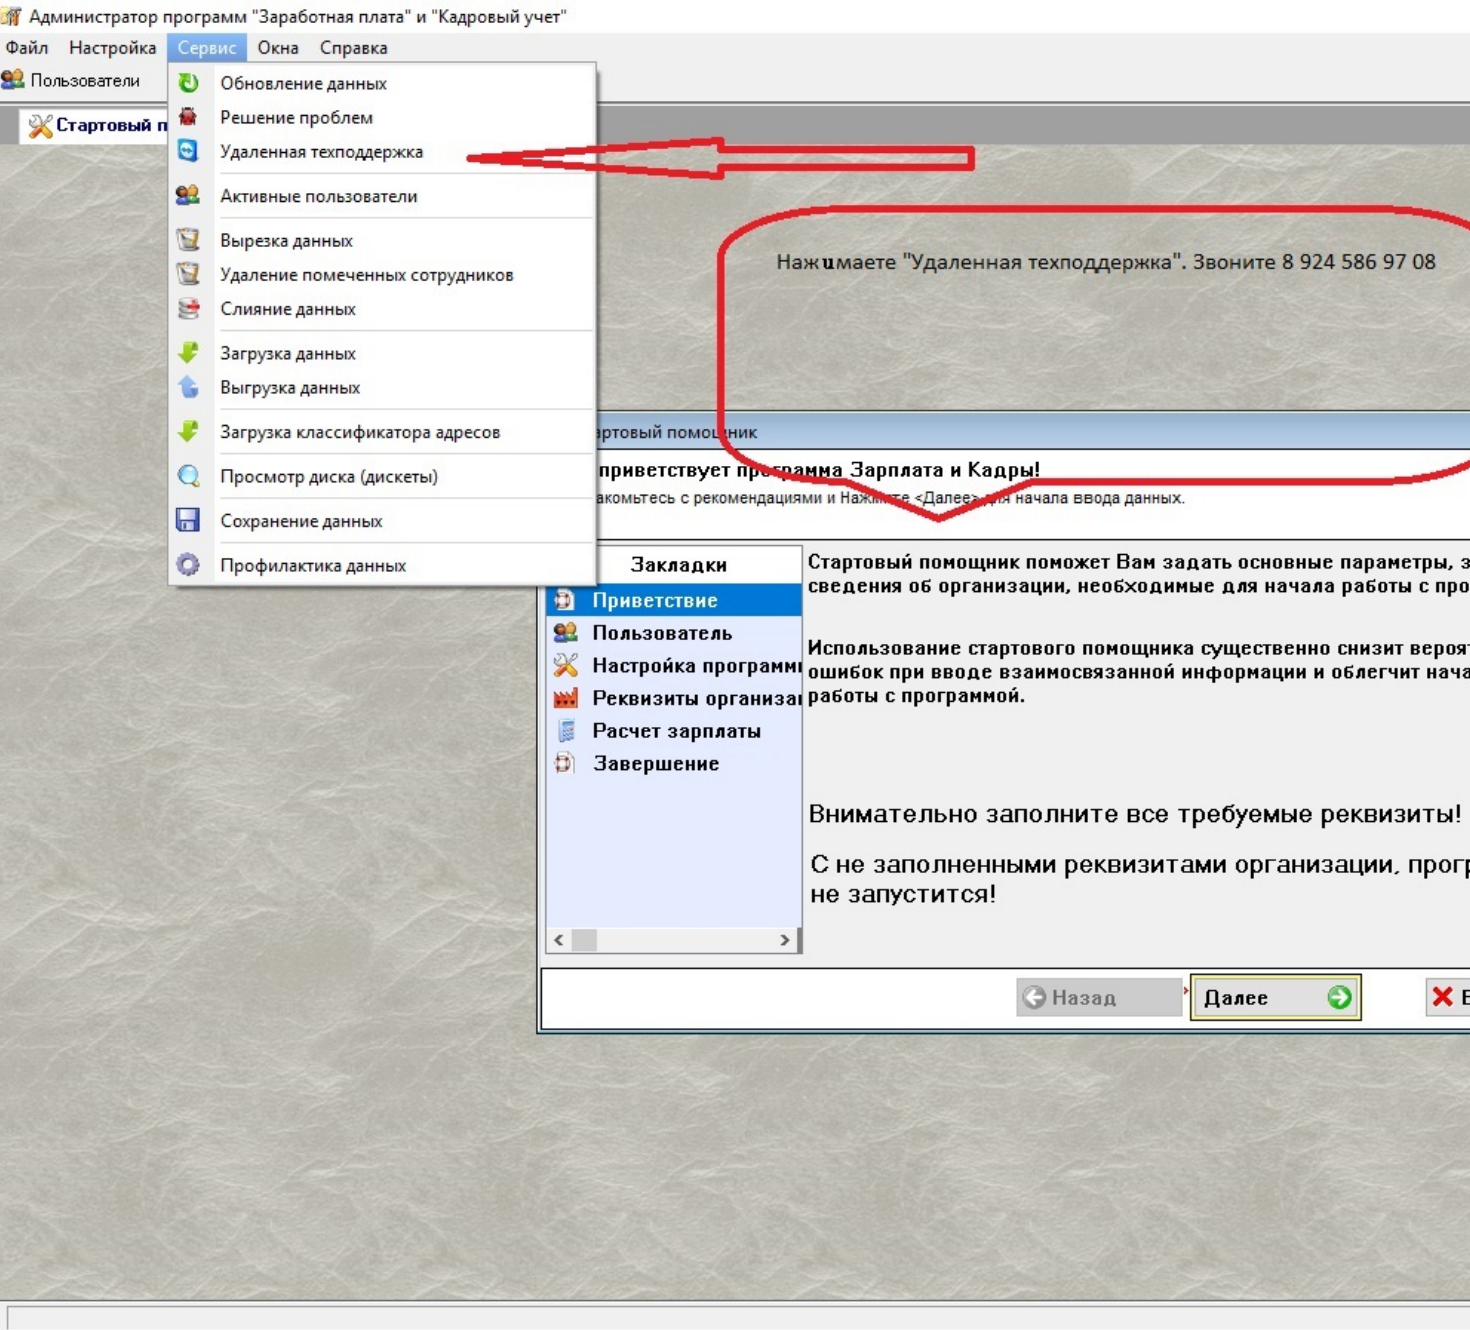 Администратор программ "Заработная плата" и "Кадровый учет"
Файл Настройка Сервис Окна Справка
Пользователи
Стартовый
Обновление данных
Решение проблем
Удаленная техподдержка
Активные пользователи
Вырезка данных
Удаление помеченных сотрудников
Слияние данных
Загрузка данных
Выгрузка данных
Загрузка классификатора адресов
Просмотр диска (дискеты)
Сохранение данных
Профилактика данных
Нажимаете "Удаленная техподдержка". Звоните 8 924 586 97 08
артовый помощник
приветствует программа Зарплата и Кадры!
акомьтесь с рекомендациями и Нажмите <Далее> для начала ввода данных.
Закладки
Приветствие
Пользователь
Настройка программ
Реквизиты организа
Расчет зарплаты
Завершение
Стартовый помощник поможет Вам задать основные параметры, з
сведения об организации, необходимые для начала работы с про
Использование стартового помощника существенно снизит вероят
ошибок при вводе взаимосвязанной информации и облегчит нача
работы с программой.
Внимательно заполните все требуемые реквизиты!
С не заполненными реквизитами организации, прогр
не запустится!
Назад
Далее